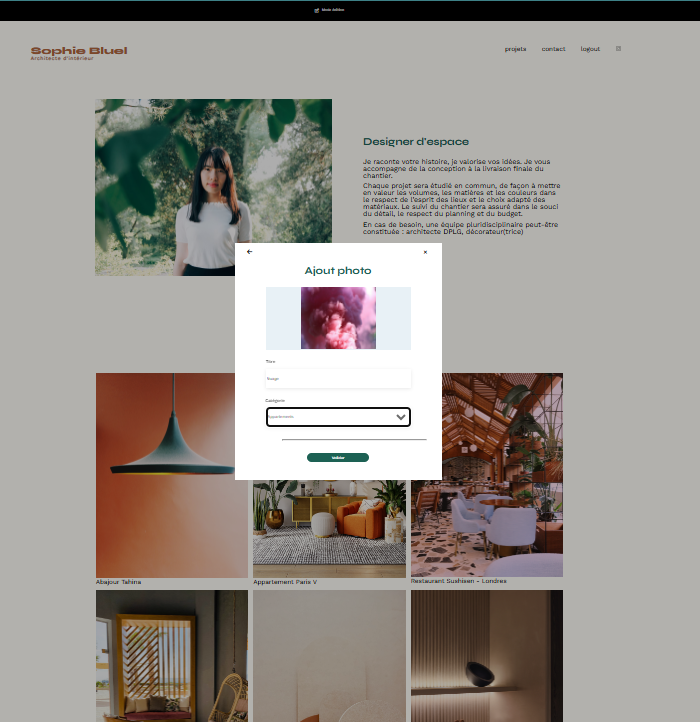 Mode édition
Sophie Bluel
Architecte d'intérieur
projets
contact
logout
Designer d'espace
Je raconte votre histoire, je valorise vos idées. Je vous
accompagne de la conception à la livraison finale du
chantier.
Chaque projet sera étudié en commun, de façon à mettre
en valeur les volumes, les matières et les couleurs dans
le respect de l'esprit des lieux et le choix adapté des
matériaux. Le suivi du chantier sera assuré dans le souci
du détail, le respect du planning et du budget.
En cas de besoin, une équipe pluridisciplinaire peut-être
constituée : architecte DPLG, décorateur(trice)
Ajout photo
Titre
Nuage
Catégorie
Appartements
Valider
Abajour Tahina
Appartement Paris V
Restaurant Sushisen - Londres